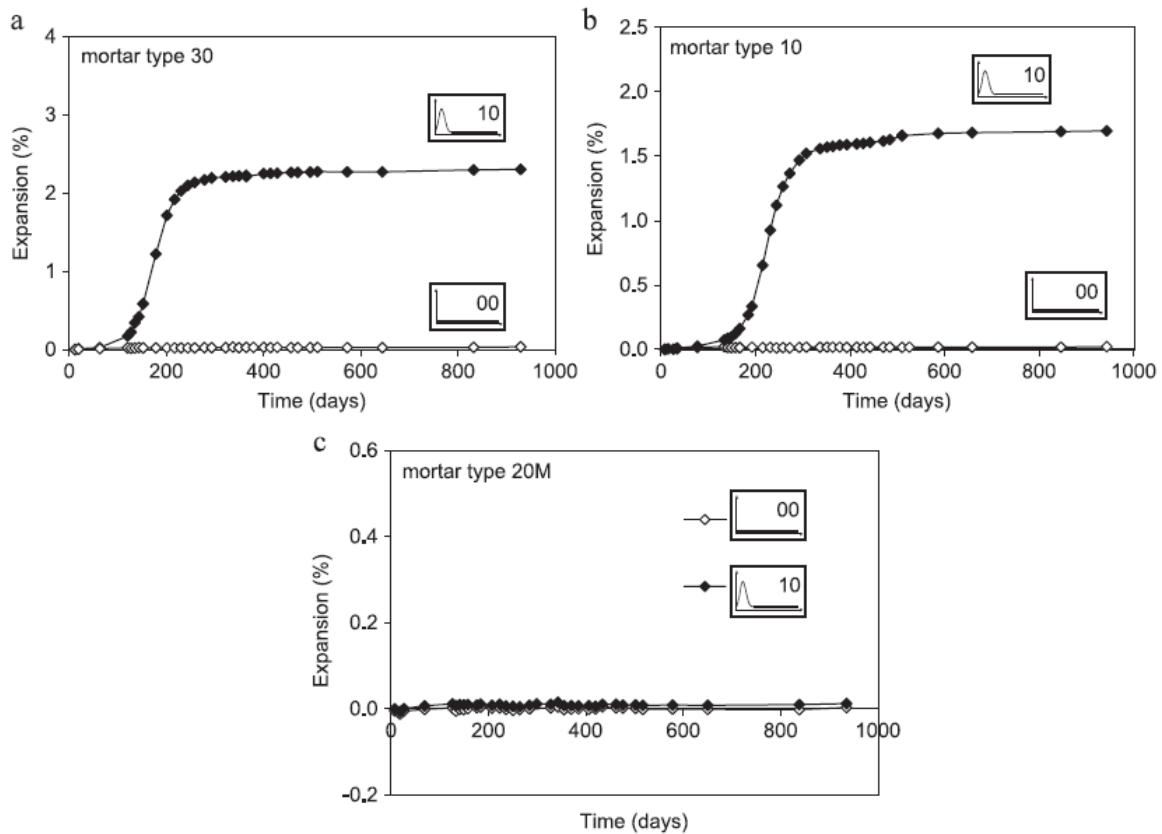 a
mortar type 30
Expansion (%)
4
3
2
1
0
10
00
0 200 400 600 800 1000
Time (days)
b
mortar type 10
Expansion (%)
2.5
2.0
1.5
1.0
0.5
0.0
10
00
0 200 400 600 800 1000
Time (days)
c
mortar type 20M
Expansion (%)
0.6
0.4
0.2
0.0
-0.2
00
10
0 200 400 600 800 1000
Time (days)